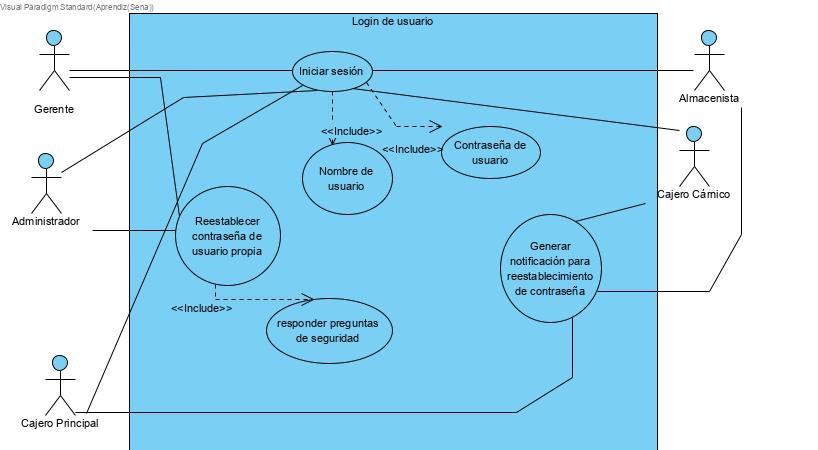 Visual Paradigm Standard(Aprendiz(Sena))
Login de usuario
Iniciar sesión
Gerente
Almacenista
<<Include>>
<<Include>>
Contraseña de
usuario
Nombre de
usuario
Cajero Cárnico
Administrador
Reestablecer
contraseña de
usuario propia
Generar
notificación para
reestablecimiento
de contraseña
<<Include>>
responder preguntas
de seguridad
Cajero Principal